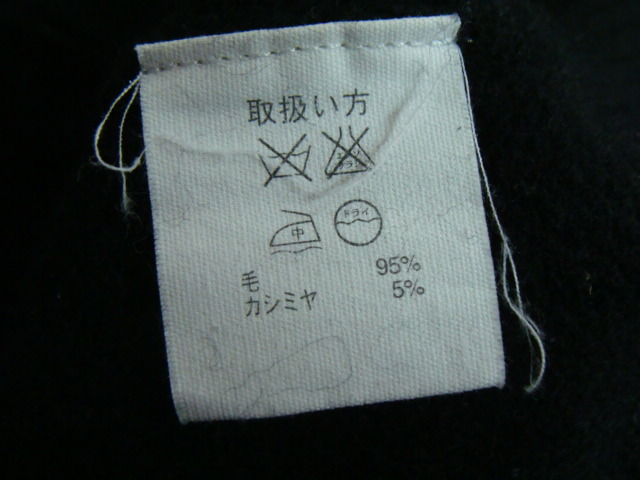 取扱い方
中 ドライ
毛 95%
カシミヤ 5%